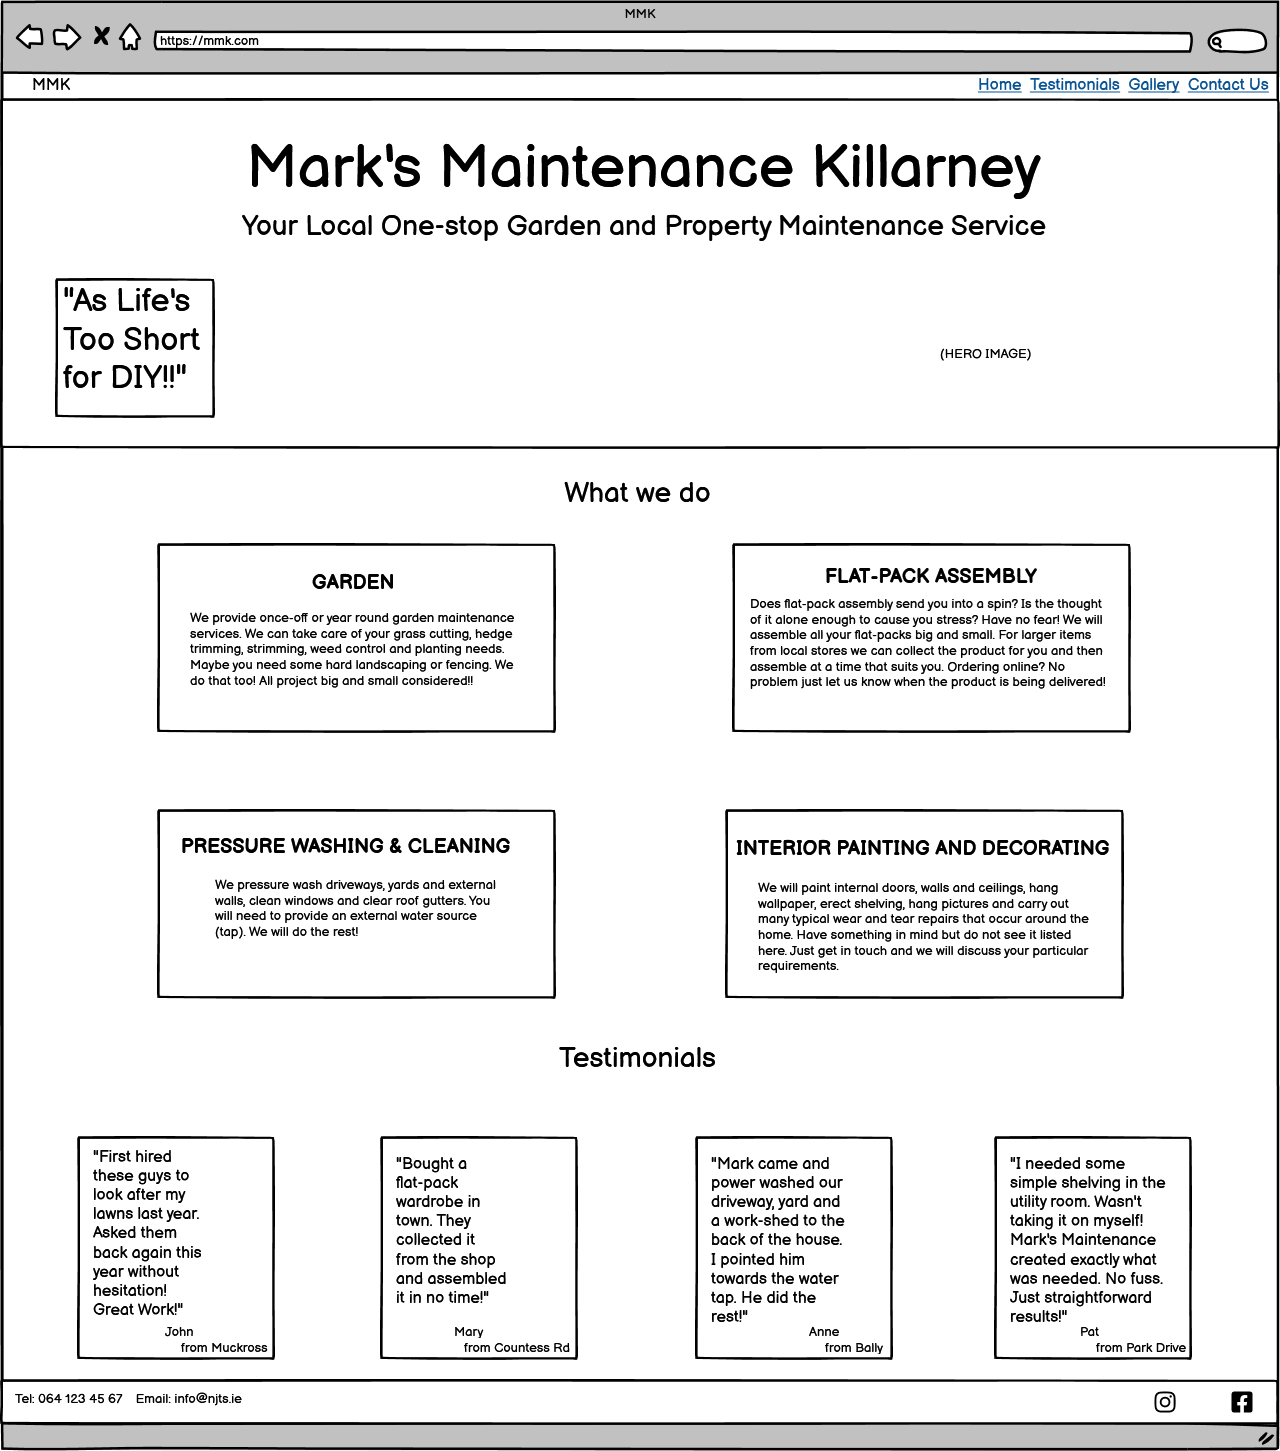 MMK
https://mmk.com
MMK
Home Testimonials Gallery Contact Us
Mark's Maintenance Killarney
Your Local One-stop Garden and Property Maintenance Service
"As Life's
Too Short
for DIY!!"
(HERO IMAGE)
What we do
GARDEN
We provide once-off or year round garden maintenance
services. We can take care of your grass cutting, hedge
trimming, strimming, weed control and planting needs.
Maybe you need some hard landscaping or fencing. We
do that too! All project big and small considered!!
FLAT-PACK ASSEMBLY
Does flat-pack assembly send you into a spin? Is the thought
of it alone enough to cause you stress? Have no fear! We will
assemble all your flat-packs big and small. For larger items
from local stores we can collect the product for you and then
assemble at a time that suits you. Ordering online? No
problem just let us know when the product is being delivered!
PRESSURE WASHING & CLEANING
We pressure wash driveways, yards and external
walls, clean windows and clear roof gutters. You
will need to provide an external water source
(tap). We will do the rest!
INTERIOR PAINTING AND DECORATING
We will paint internal doors, walls and ceilings, hang
wallpaper, erect shelving, hang pictures and carry out
many typical wear and tear repairs that occur around the
home. Have something in mind but do not see it listed
here. Just get in touch and we will discuss your particular
requirements.
Testimonials
"First hired
these guys to
look after my
lawns last year.
Asked them
back again this
year without
hesitation!
Great Work!"
John
from Muckross
"Bought a
flat-pack
wardrobe in
town. They
collected it
from the shop
and assembled
it in no time!"
Mary
from Countess Rd
"Mark came and
power washed our
driveway, yard and
a work-shed to the
back of the house.
I pointed him
towards the water
tap. He did the
rest!"
Anne
from Bally
"I needed some
simple shelving in the
utility room. Wasn't
taking it on myself!
Mark's Maintenance
created exactly what
was needed. No fuss.
Just straightforward
results!"
Pat
from Park Drive
Tel: 064 123 45 67 Email: info@njts.ie